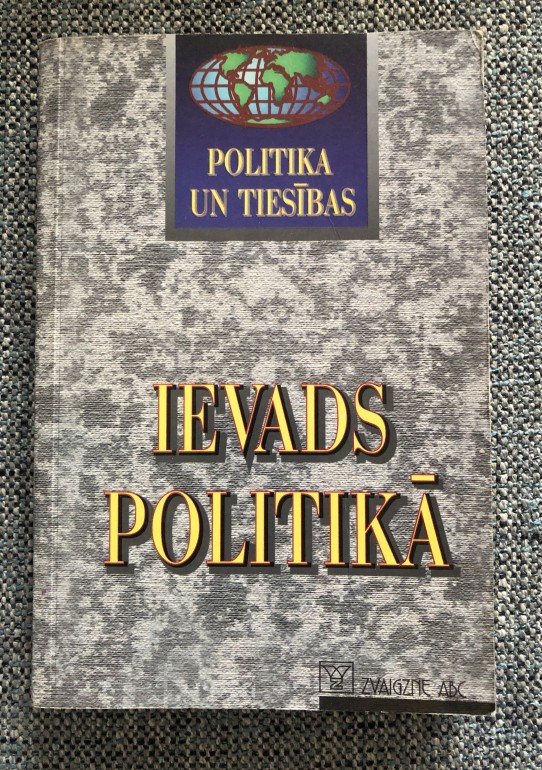 POLITIKA
UN TIESĪBAS
IEVADS
POLITIKĀ
ZVAIGZNE ABC